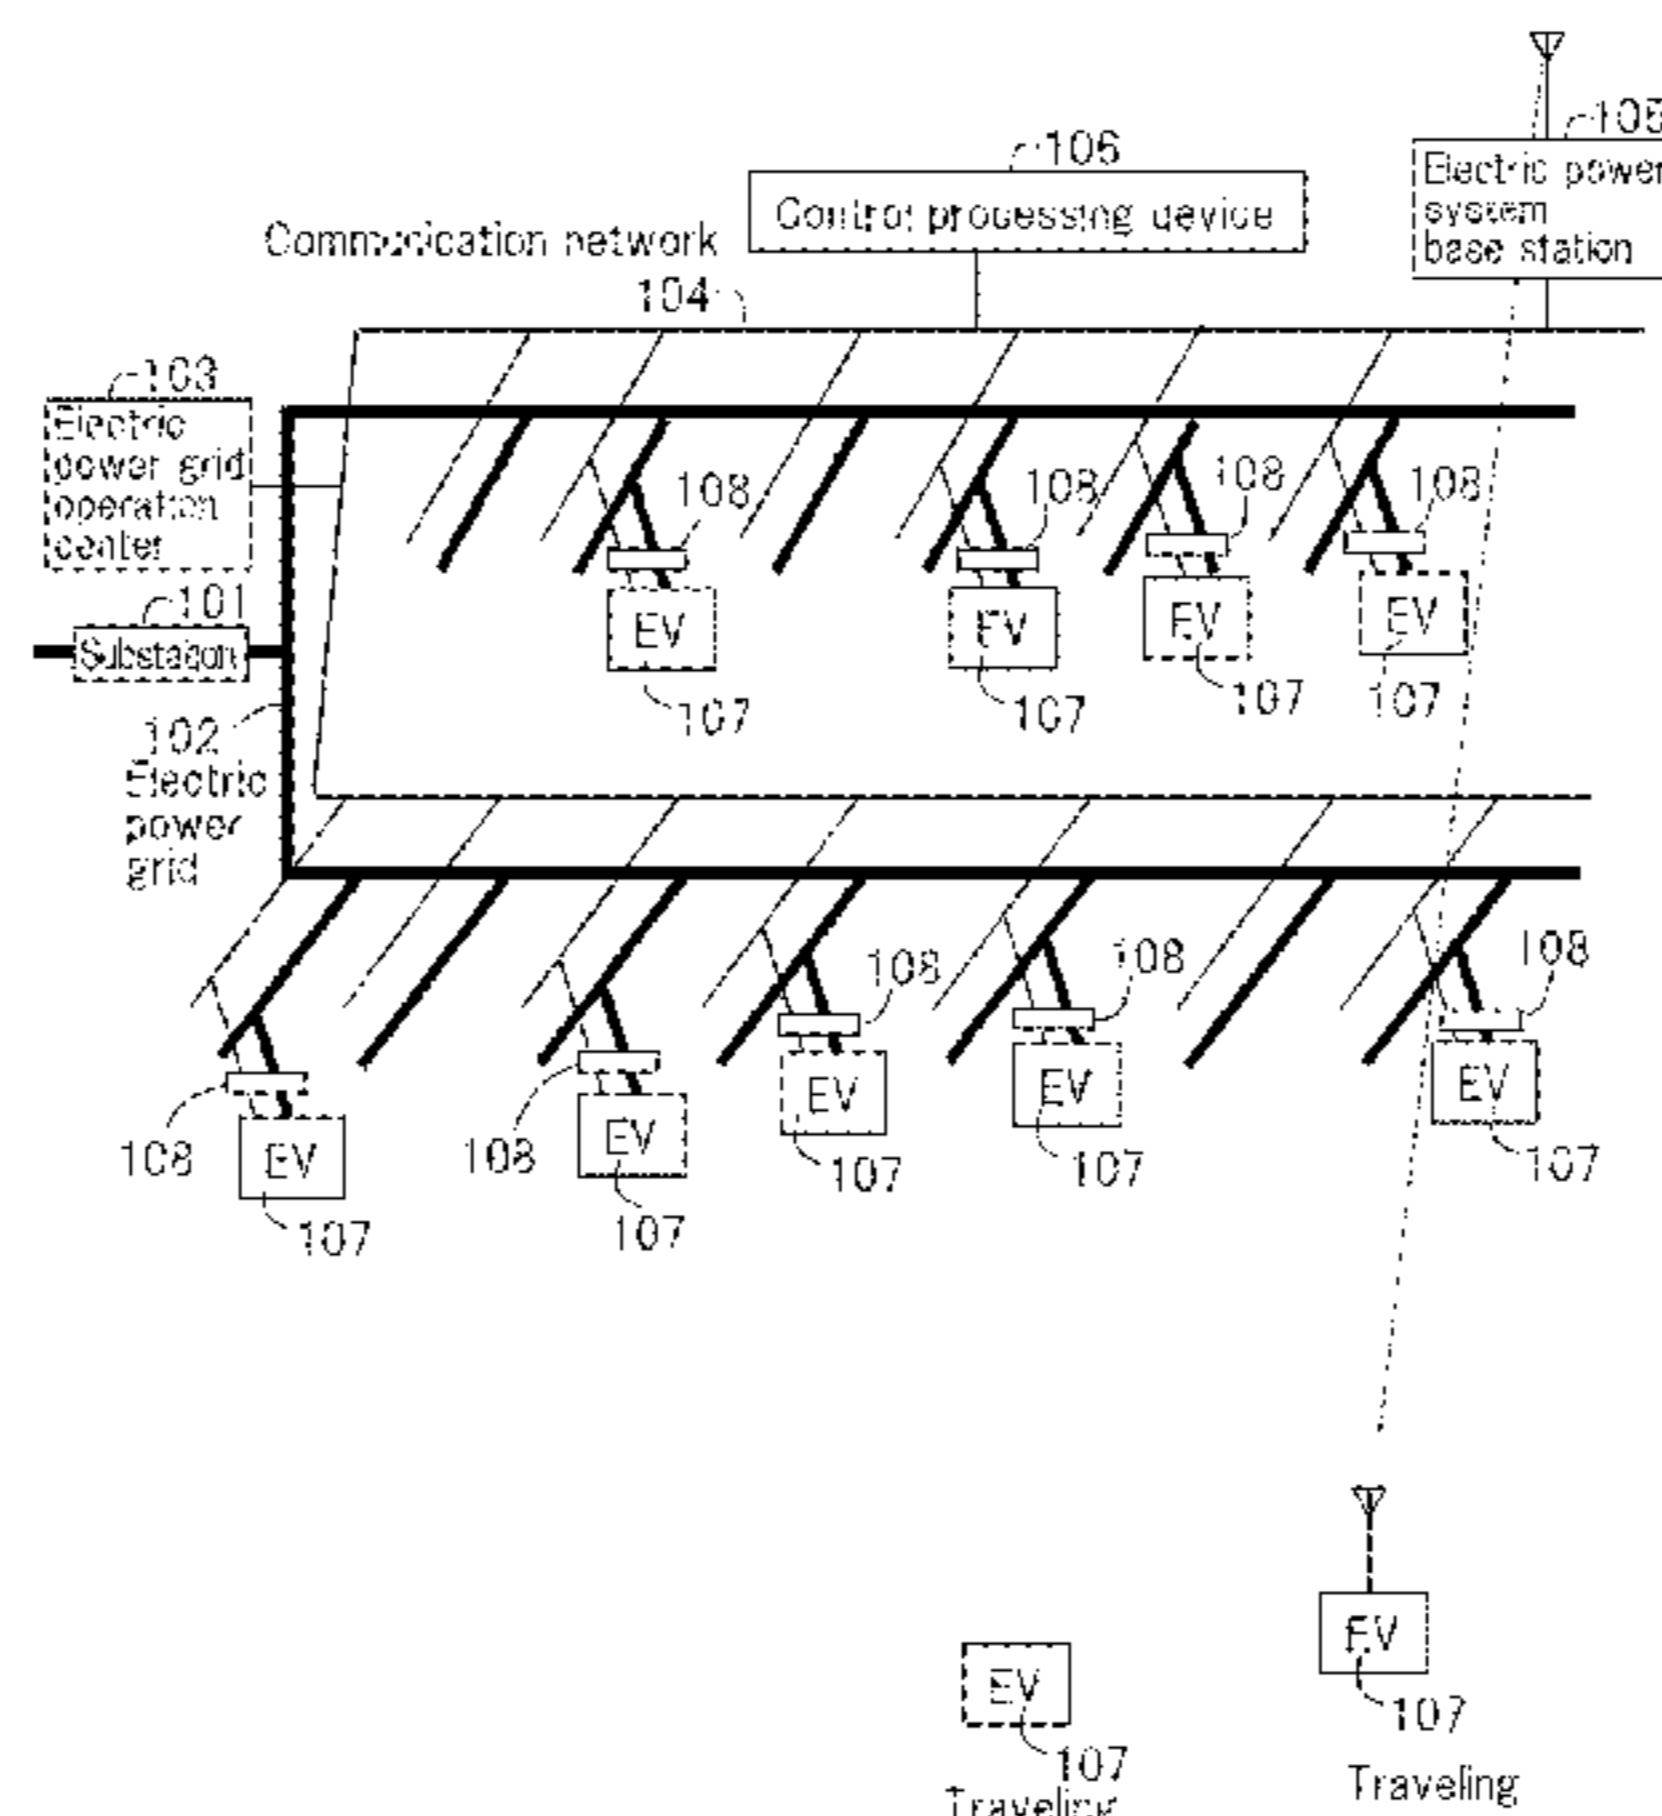 105
106
Electric power
system
base station
Control processing device
Communication network
104
103
Electric
power grid
operation
center
108
108
108
108
101
Substation
EV
EV
EV
EV
107
107
107
107
102
Electric
power
grid
108
108
108
108
108
EV
EV
EV
EV
EV
107
107
107
107
107
EV
107
EV
107
Traveling
Traveling